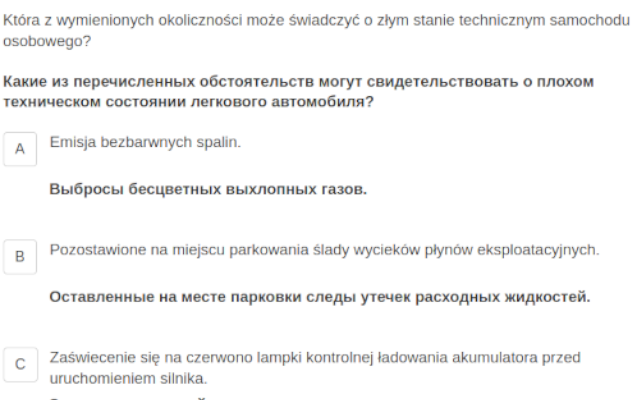 Która z wymienionych okoliczności może świadczyć o złym stanie technicznym samochodu
osobowego?
Какие из перечисленных обстоятельств могут свидетельствовать о плохом
техническом состоянии легкового автомобиля?
A
Emisja bezbarwnych spalin.
Выбросы бесцветных выхлопных газов.
B
Pozostawione na miejscu parkowania ślady wycieków płynów eksploatacyjnych.
Оставленные на месте парковки следы утечек расходных жидкостей.
C
Zaświecenie się na czerwono lampki kontrolnej ładowania akumulatora przed
uruchomieniem silnika.